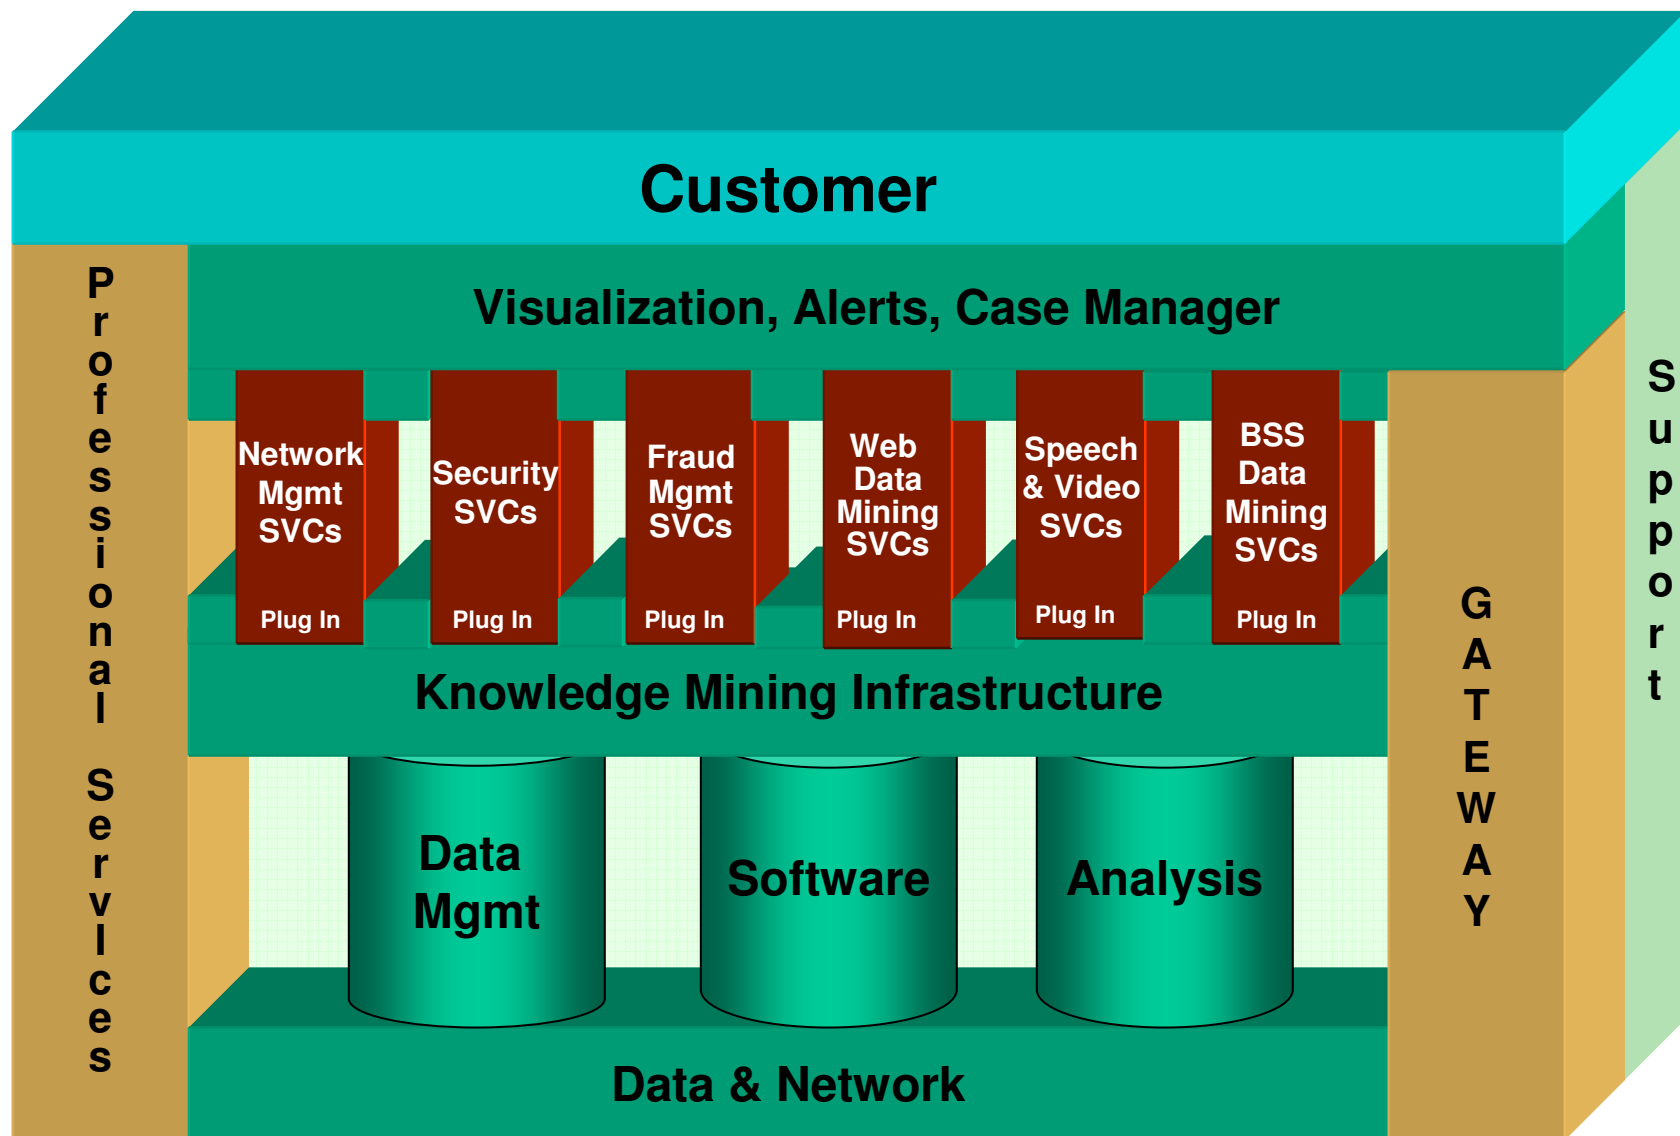 Customer
Professional Services
Visualization, Alerts, Case Manager
Support
Network
Mgmt
SVCs
Plug In
Security
SVCs
Plug In
Fraud
Mgmt
SVCs
Plug In
Web
Data
Mining
SVCs
Plug In
Speech
& Video
SVCs
Plug In
BSS
Data
Mining
SVCs
Plug In
GATEWAY
Knowledge Mining Infrastructure
Data
Mgmt
Software
Analysis
Data & Network